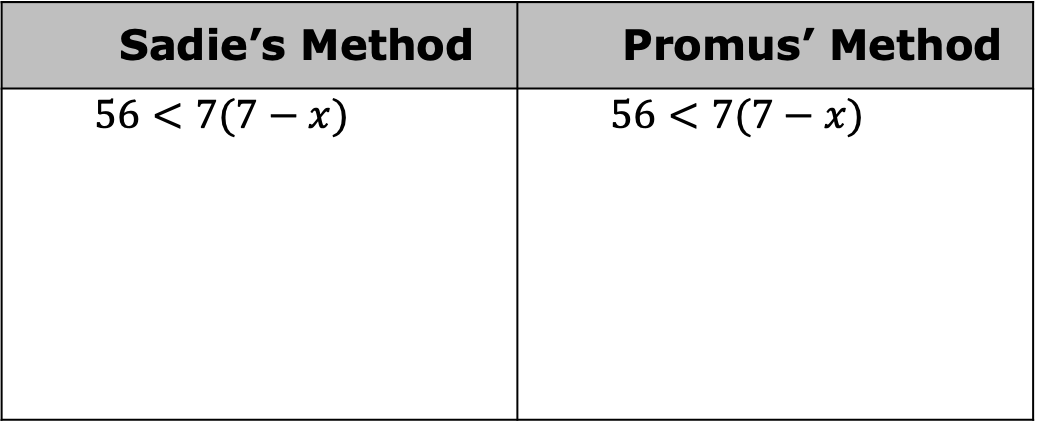 Sadie’s Method
Promus’ Method
56 < 7(7 − x)
56 < 7(7 − x)